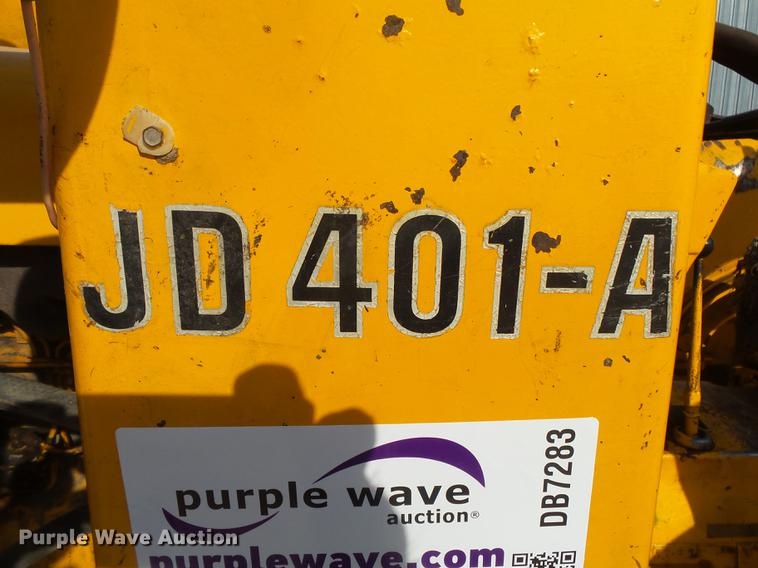 JD 401-A
purple wave
auction®
purplewave.com
DB7283
Purple Wave Auction